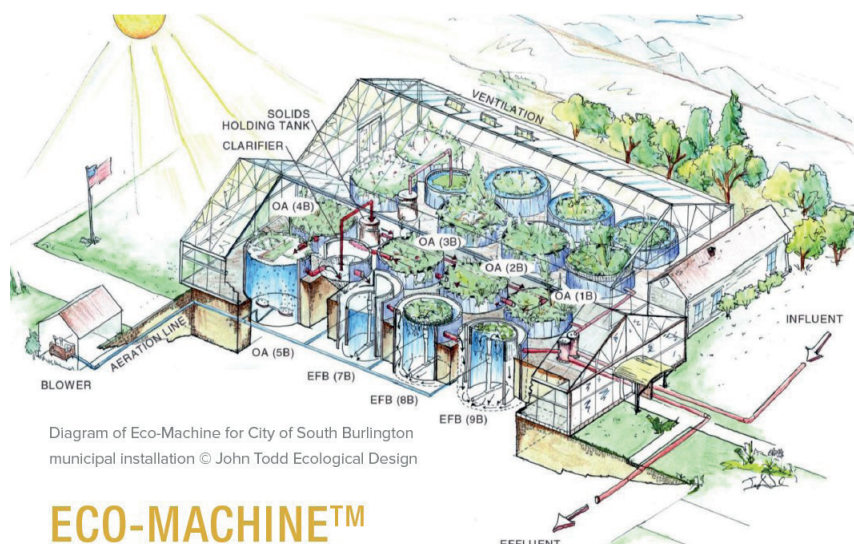 VENTILATION
SOLIDS
HOLDING TANK
CLARIFIER
OA (4B)
OA (3B)
OA (2B)
OA (1B)
INFLUENT
AERATION LINE
BLOWER
OA (5B)
EFB (7B)
EFB (8B)
EFB (9B)
Diagram of Eco-Machine for City of South Burlington
municipal installation © John Todd Ecological Design
ECO-MACHINE™
EFFLUENT